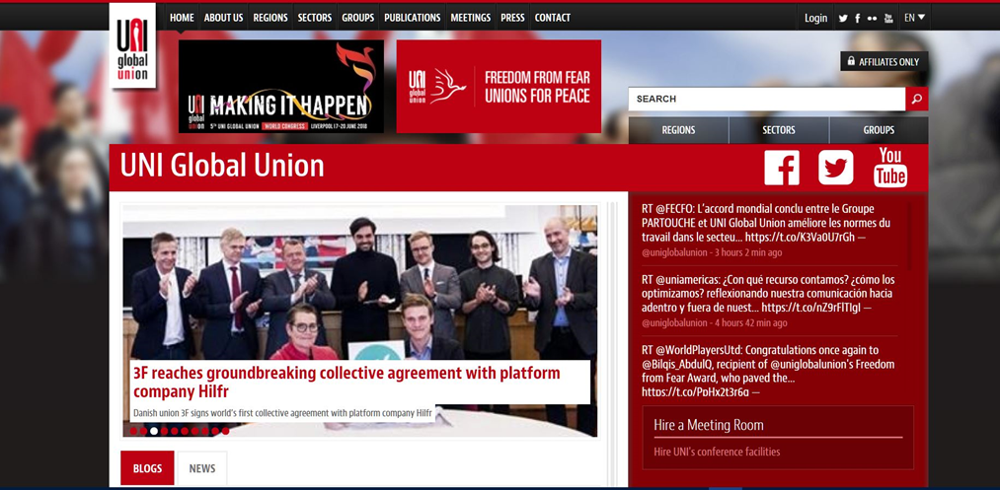 HOME ABOUT US REGIONS SECTORS GROUPS PUBLICATIONS MEETINGS PRESS CONTACT
Login
EN
UNI
global
union
AFFILIATES ONLY
UNI
global
union
MAKING IT HAPPEN
5TH UNI GLOBAL UNION WORLD CONGRESS LIVERPOOL 17-20 JUNE 2018
UNI
global
union
FREEDOM FROM FEAR
UNIONS FOR PEACE
SEARCH
REGIONS SECTORS GROUPS
UNI Global Union
You
Tube
3F reaches groundbreaking collective agreement with platform
company Hilfr
Danish union 3F signs world's first collective agreement with platform company Hilfr
BLOGS NEWS
RT @FECFO: L'accord mondial conclu entre le Groupe
PARTOUCHE et UNI Global Union améliore les normes du
travail dans le secteu... https://t.co/K3Va0U7rGh —
@uniglobalunion - 3 hours 2 min ago
RT @uniamericas: ¿Con qué recurso contamos? ¿cómo los
optimizamos? reflexionando nuestra comunicación hacia
adentro y fuera de nuest... https://t.co/nZ9rFlTIgI —
@uniglobalunion - 4 hours 42 min ago
RT @WorldPlayersUtd: Congratulations once again to
@Bilqis_AbdulQ, recipient of @uniglobalunion's Freedom
from Fear Award, who paved the...
https://t.co/PpHx2t3r6q —
Hire a Meeting Room
Hire UNI's conference facilities